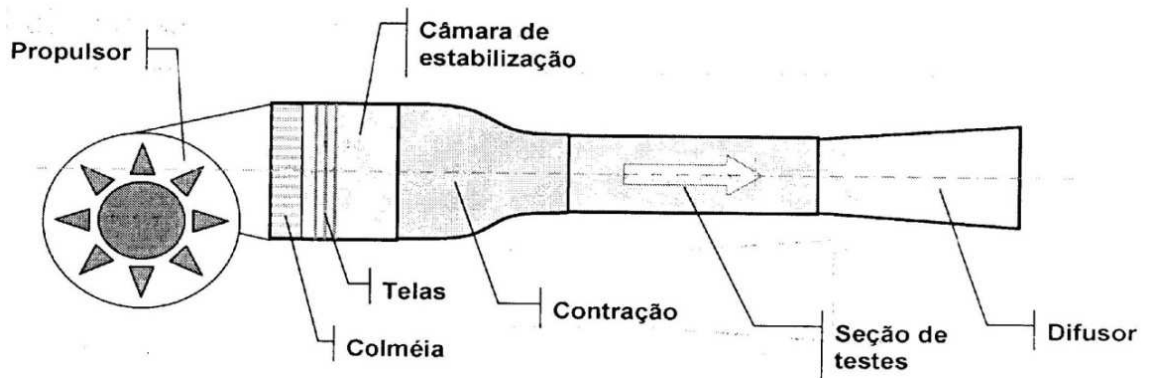 Propulsor
Câmara de
estabilização
Telas
Colméia
Contração
Seção de
testes
Difusor